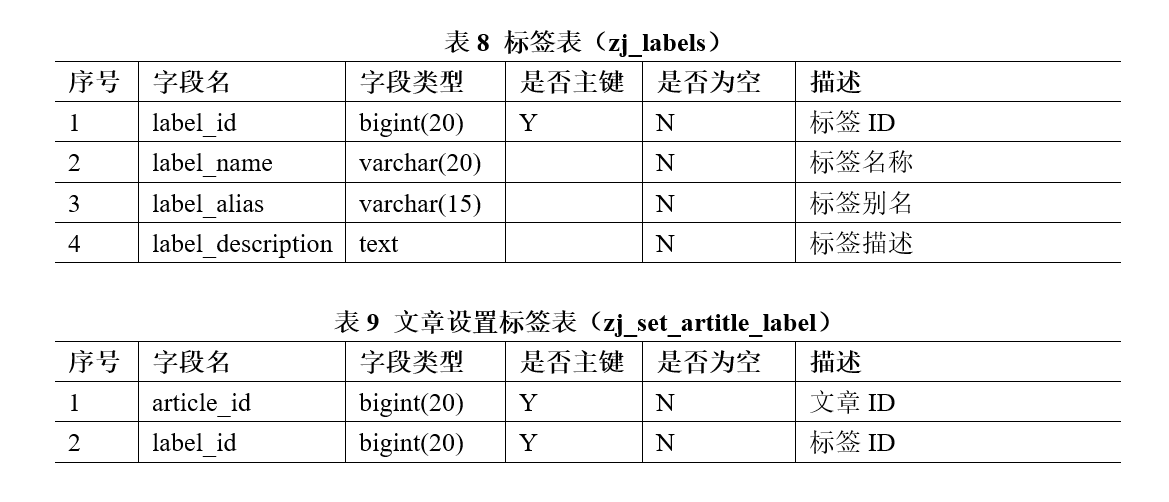 表 8 标签表（zj_labels）
序号 字段名 字段类型 是否主键 是否为空 描述
1 label_id bigint(20) Y N 标签 ID
2 label_name varchar(20) N 标签名称
3 label_alias varchar(15) N 标签别名
4 label_description text N 标签描述
表 9 文章设置标签表（zj_set_artitle_label）
序号 字段名 字段类型 是否主键 是否为空 描述
1 article_id bigint(20) Y N 文章 ID
2 label_id bigint(20) Y N 标签 ID